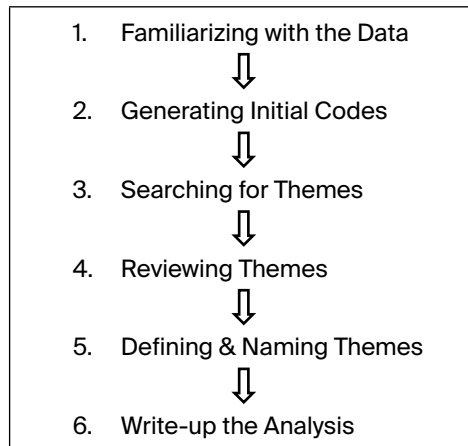 1. Familiarizing with the Data
2. Generating Initial Codes
3. Searching for Themes
4. Reviewing Themes
5. Defining & Naming Themes
6. Write-up the Analysis